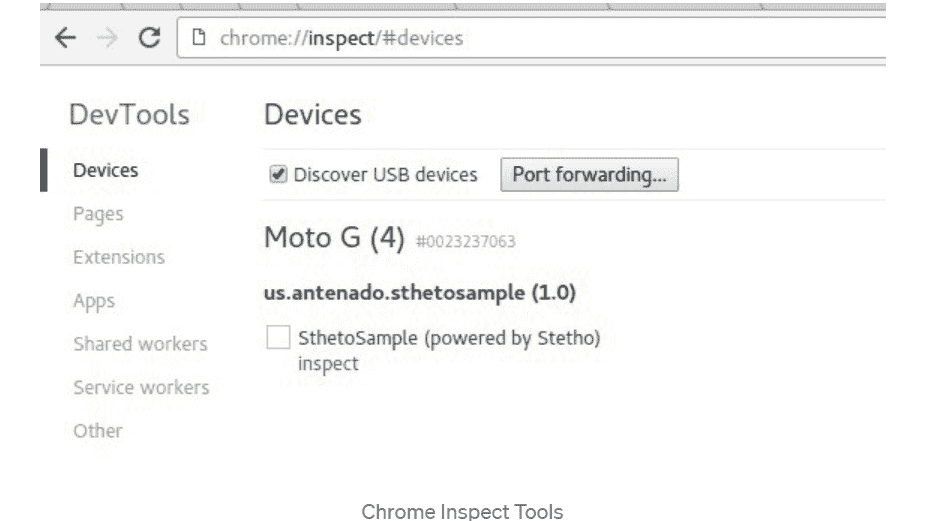 chrome://inspect/#devices
DevTools
Devices
Pages
Extensions
Apps
Shared workers
Service workers
Other
Devices
Discover USB devices
Port forwarding...
Moto G (4) #0023237063
us.antenado.sthetosample (1.0)
SthetoSample (powered by Stetho)
inspect
Chrome Inspect Tools